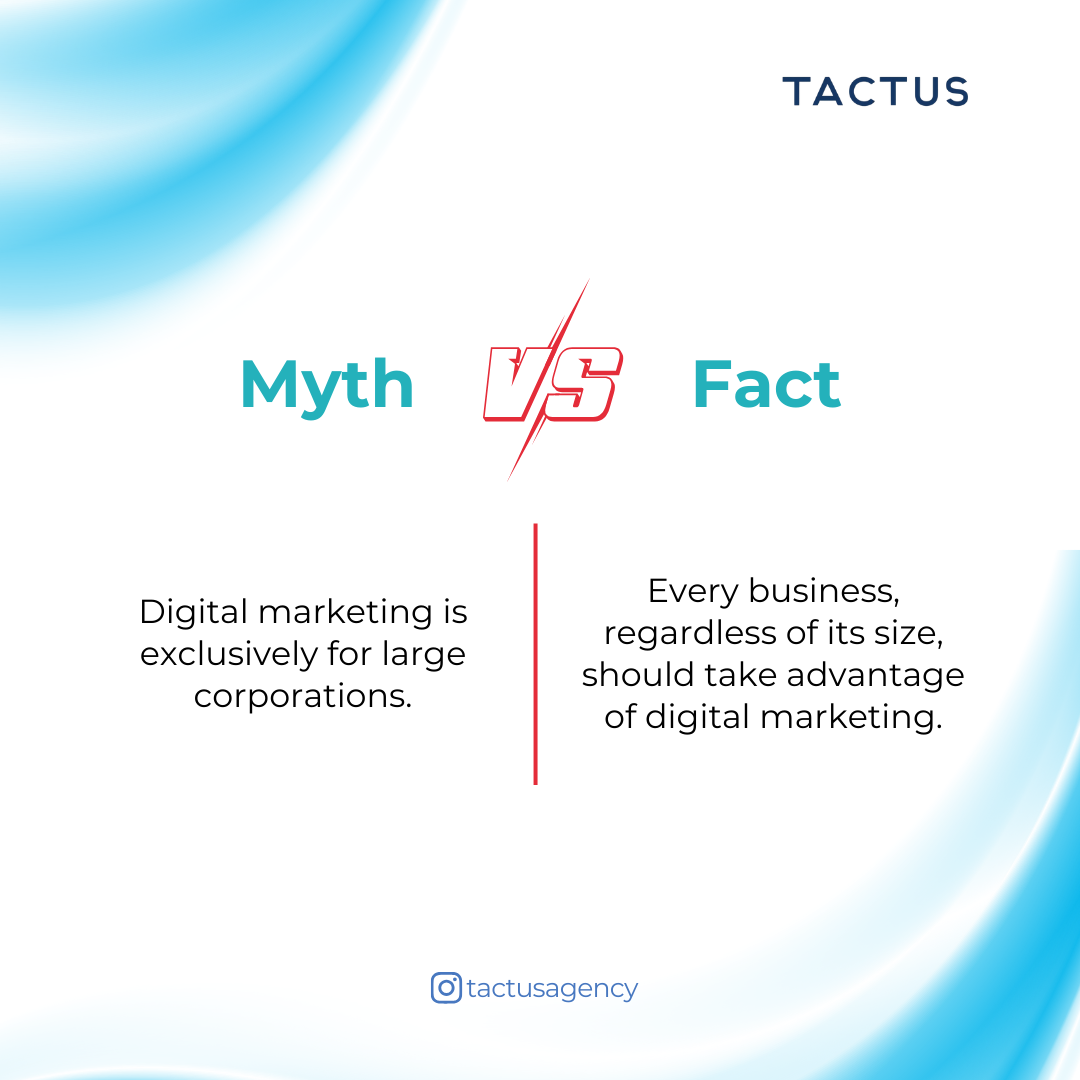 TACTUS
Myth VS Fact
Digital marketing is
exclusively for large
corporations.
Every business,
regardless of its size,
should take advantage
of digital marketing.
tactusagency